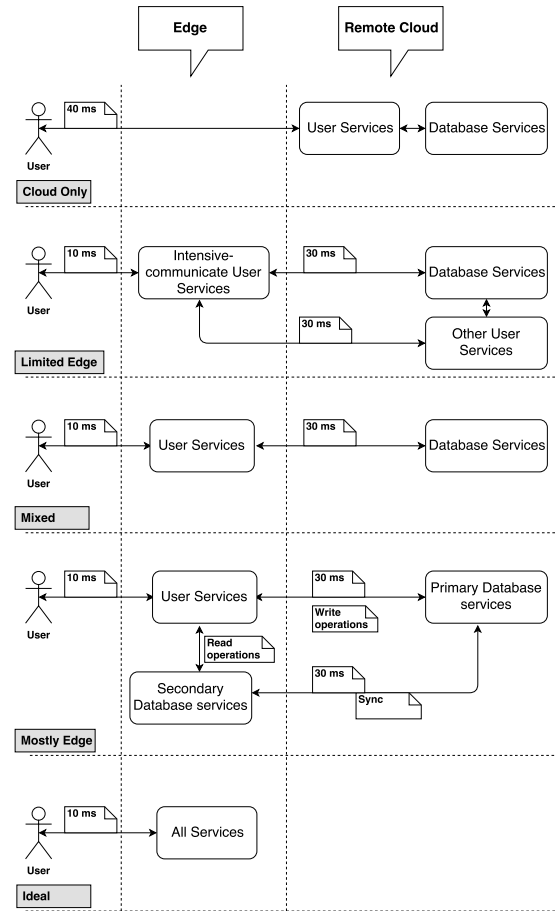 Edge
Remote Cloud
40 ms
User Services
Database Services
User
Cloud Only
10 ms
Intensive-
communicate User
Services
30 ms
Database Services
User
30 ms
Other User
Services
Limited Edge
10 ms
User Services
30 ms
Database Services
User
Mixed
10 ms
User Services
30 ms
Primary Database
services
Write
operations
User
Read
operations
30 ms
Secondary
Database services
Sync
Mostly Edge
10 ms
All Services
User
Ideal